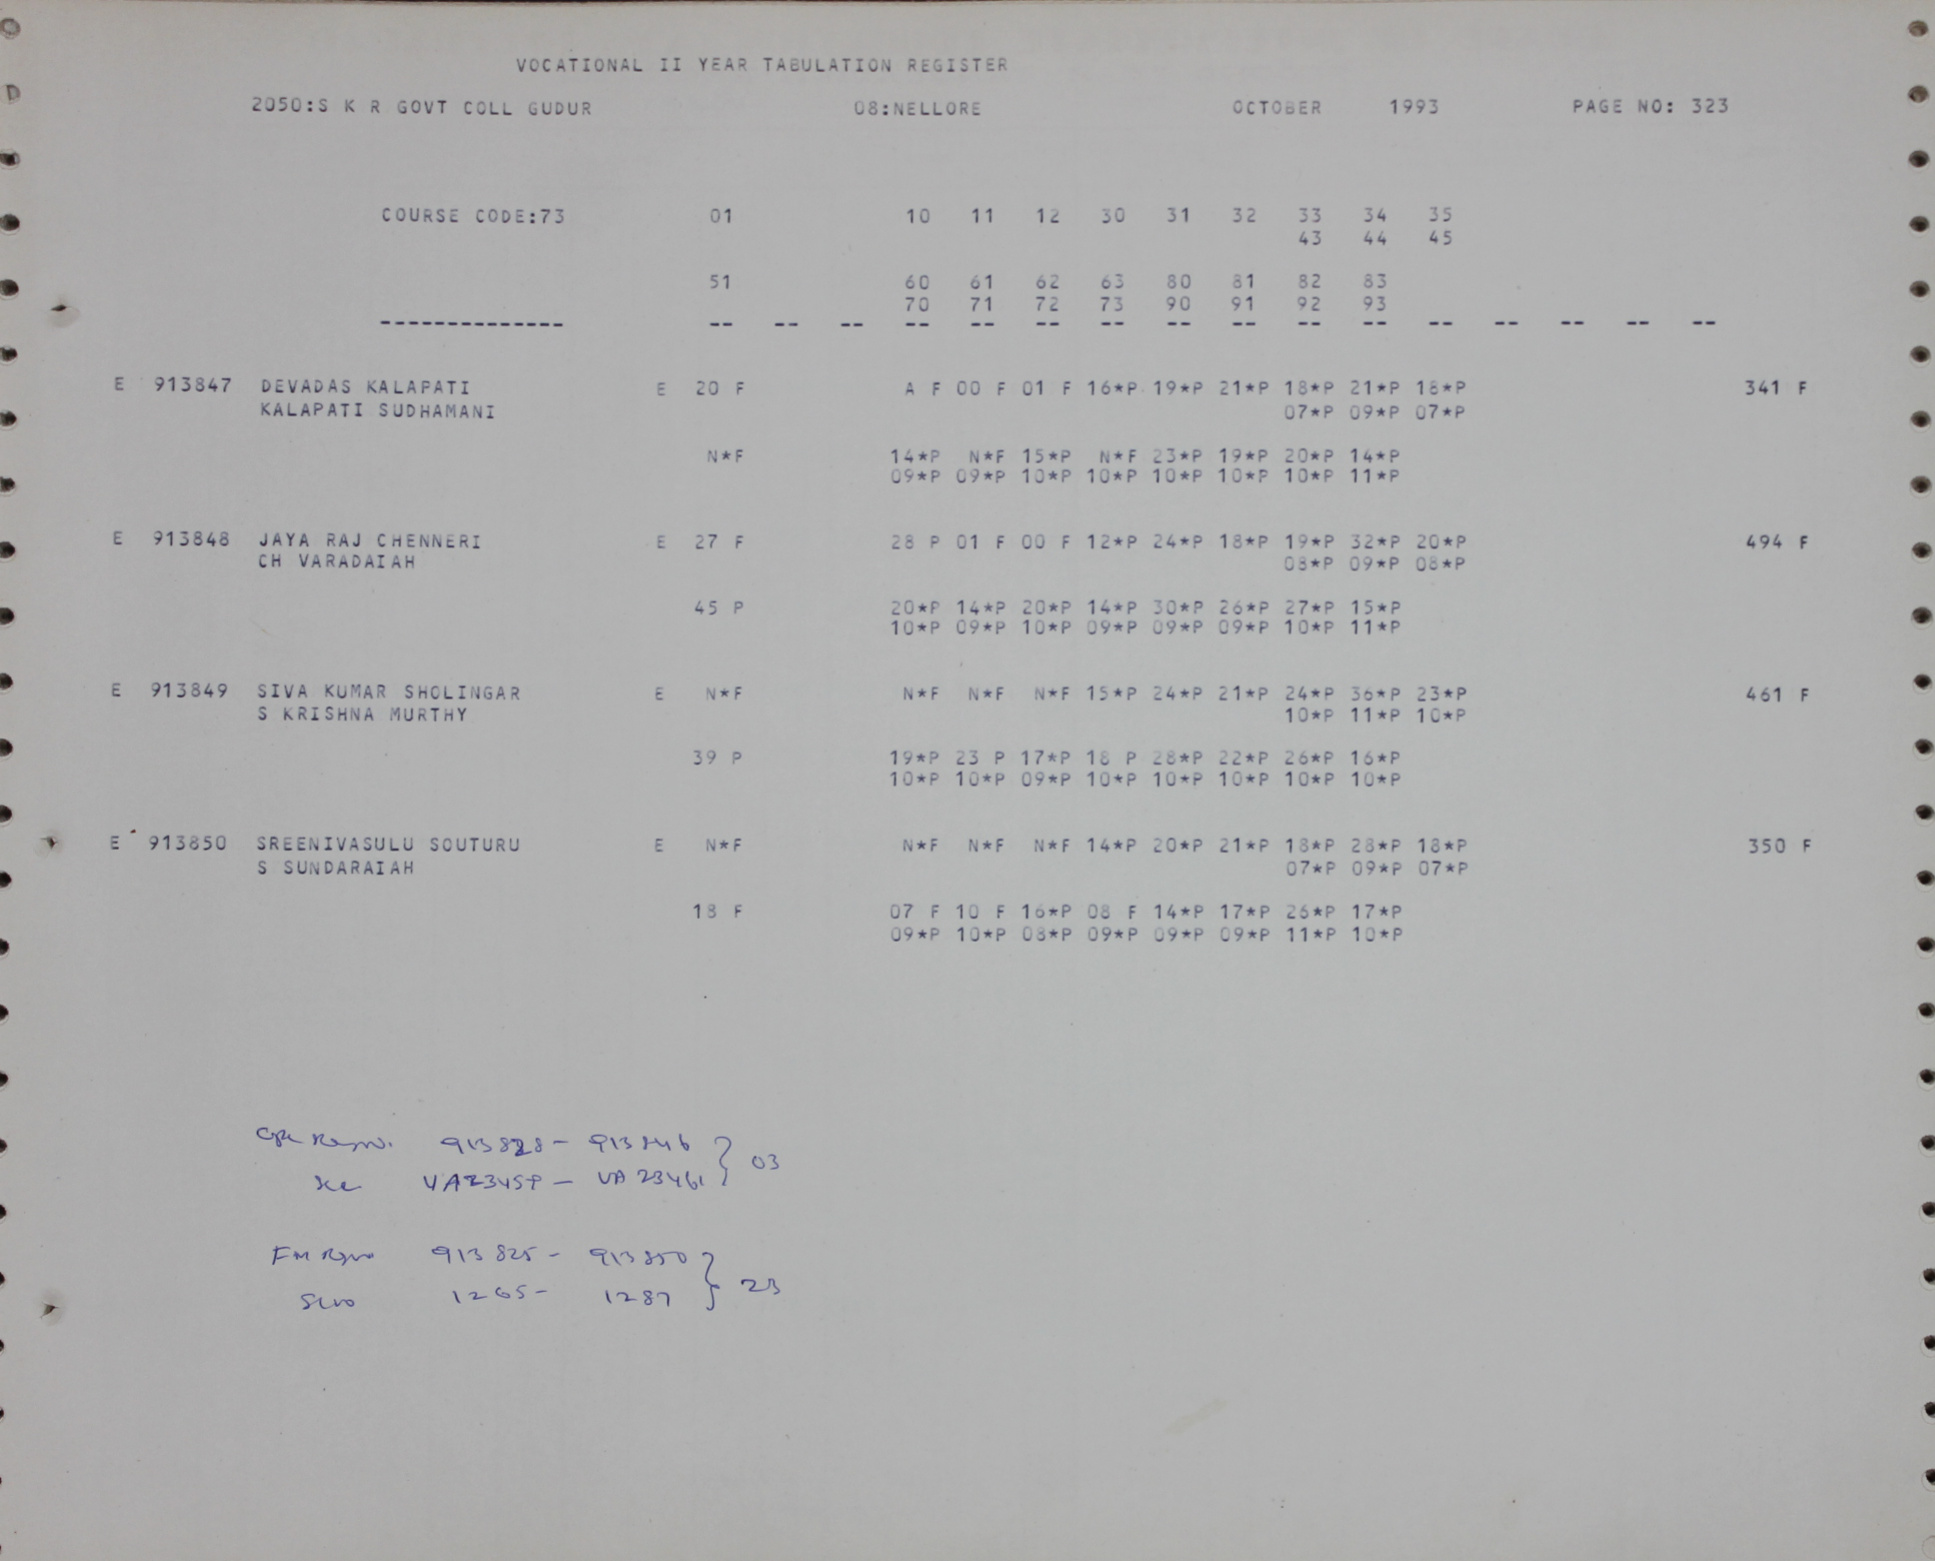 VOCATIONAL II YEAR TABULATION REGISTER
2050:S K R GOVT COLL GUDUR 08:NELLORE OCTOBER 1993 PAGE NO: 323
COURSE CODE:73 01 10 11 12 30 31 32 33 34 35
43 44 45
51 60 61 62 63 80 81 82 83
70 71 72 73 90 91 92 93
-------------- -- -- -- -- -- -- -- -- -- -- -- -- -- -- -- --
E 913847 DEVADAS KALAPATI E 20 F A F 00 F 01 F 16*P 19*P 21*P 18*P 21*P 18*P 341 F
KALAPATI SUDHAMANI 07*P 09*P 07*P
N*F 14*P N*F 15*P N*F 23*P 19*P 20*P 14*P
09*P 09*P 10*P 10*P 10*P 10*P 10*P 11*P
E 913848 JAYA RAJ CHENNERI E 27 F 28 P 01 F 00 F 12*P 24*P 18*P 19*P 32*P 20*P 494 F
CH VARADAIAH 08*P 09*P 08*P
45 P 20*P 14*P 20*P 14*P 30*P 26*P 27*P 15*P
10*P 09*P 10*P 09*P 09*P 09*P 10*P 11*P
E 913849 SIVA KUMAR SHOLINGAR E N*F N*F N*F N*F 15*P 24*P 21*P 24*P 36*P 23*P 461 F
S KRISHNA MURTHY 10*P 11*P 10*P
39 P 19*P 23 P 17*P 18 P 28*P 22*P 26*P 16*P
10*P 10*P 09*P 10*P 10*P 10*P 10*P 10*P
E 913850 SREENIVASULU SOUTURU E N*F N*F N*F N*F 14*P 20*P 21*P 18*P 28*P 18*P 350 F
S SUNDARAIAH 07*P 09*P 07*P
18 F 07 F 10 F 16*P 08 F 14*P 17*P 26*P 17*P
09*P 10*P 08*P 09*P 09*P 09*P 11*P 10*P
913828 - 913846 } 03
VA23459 - VA23461
913825 - 913850 } 23
1265 - 1287